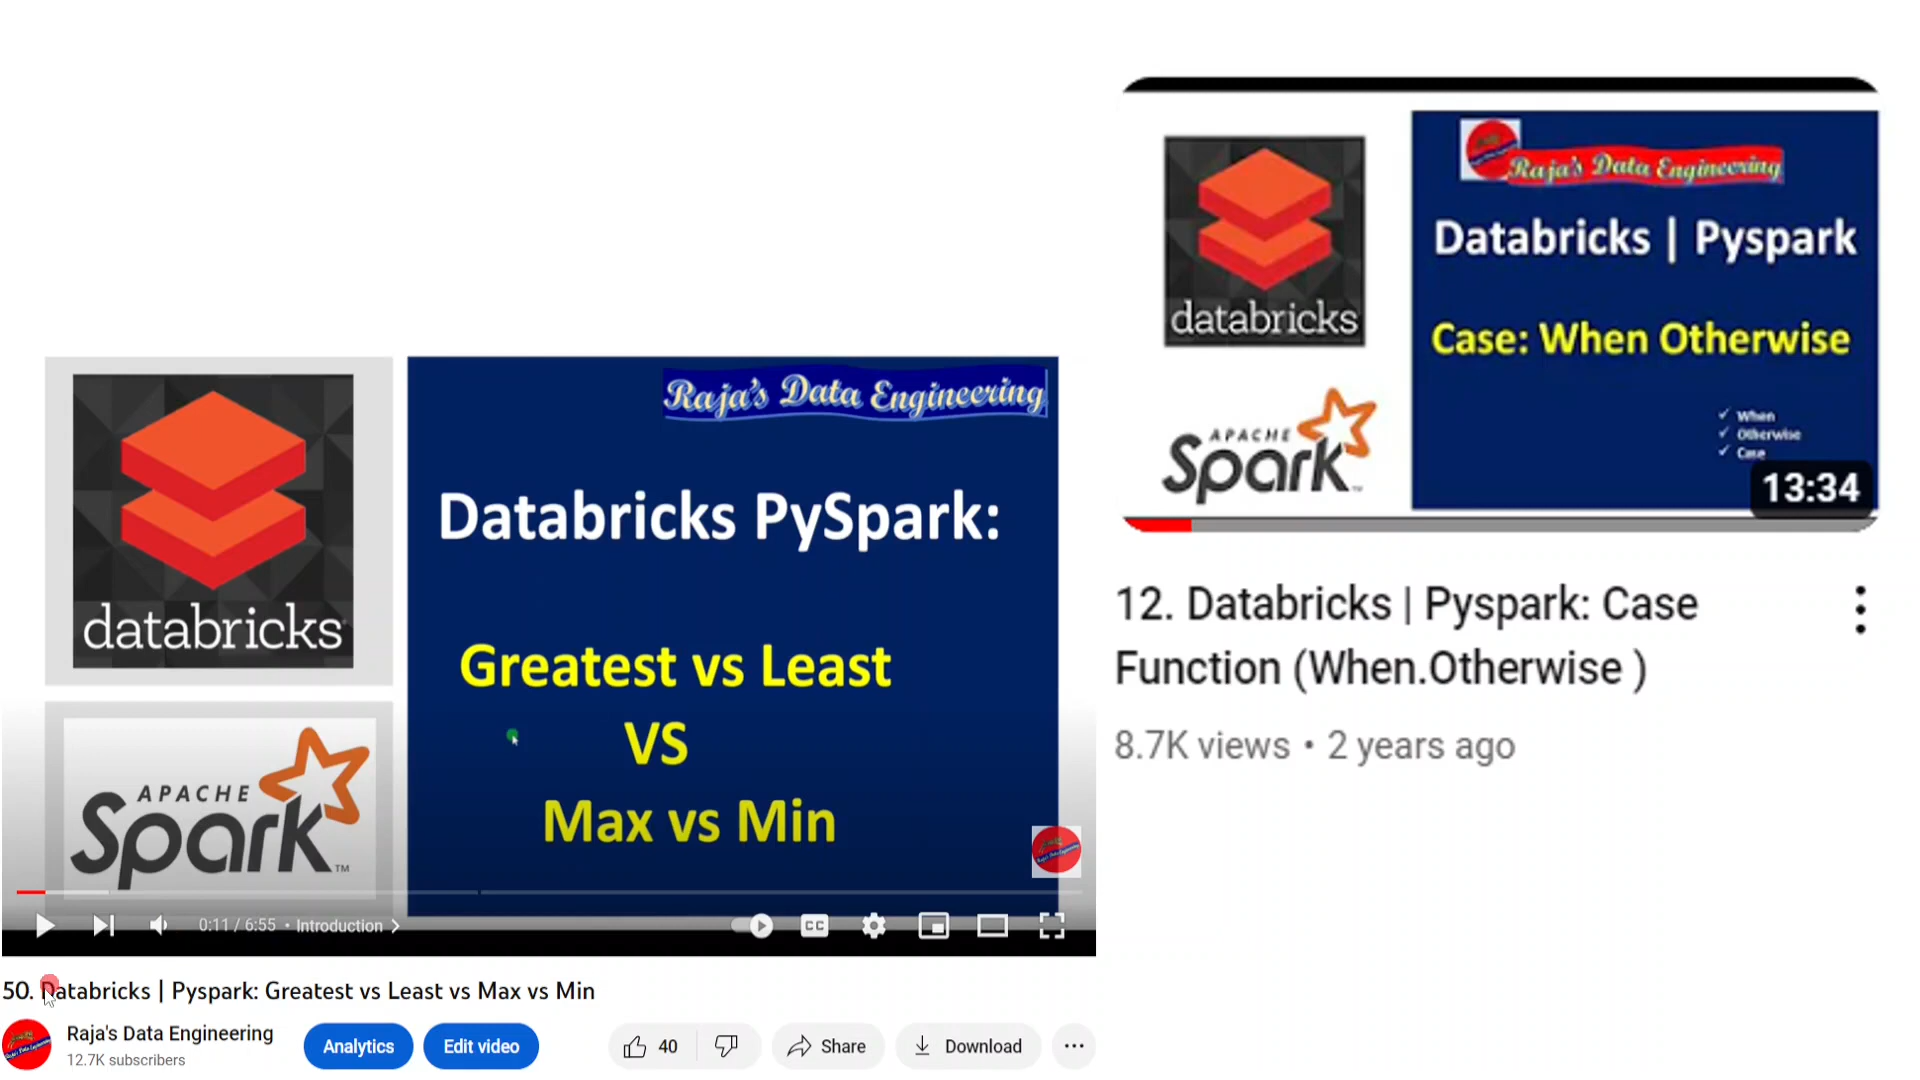 Raja's Data Engineering
Databricks PySpark:
Greatest vs Least
VS
Max vs Min
databricks
APACHE
Spark™
0:11 / 6:55 • Introduction
CC
50. Databricks | Pyspark: Greatest vs Least vs Max vs Min
Raja's Data Engineering
12.7K subscribers
Analytics
Edit video
40
Share
Download
Raja's Data Engineering
Databricks | Pyspark
Case: When Otherwise
When
Otherwise
Case
databricks
APACHE
Spark™
13:34
12. Databricks | Pyspark: Case
Function (When.Otherwise )
8.7K views • 2 years ago